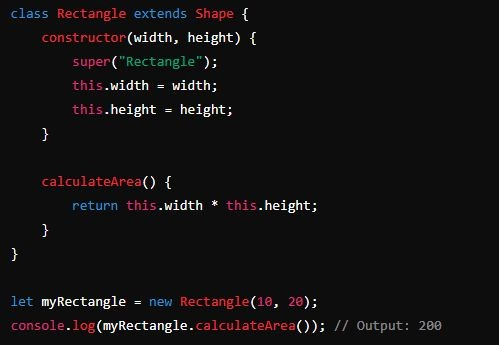 class Rectangle extends Shape {
    constructor(width, height) {
        super("Rectangle");
        this.width = width;
        this.height = height;
    }

    calculateArea() {
        return this.width * this.height;
    }
}

let myRectangle = new Rectangle(10, 20);
console.log(myRectangle.calculateArea()); // Output: 200